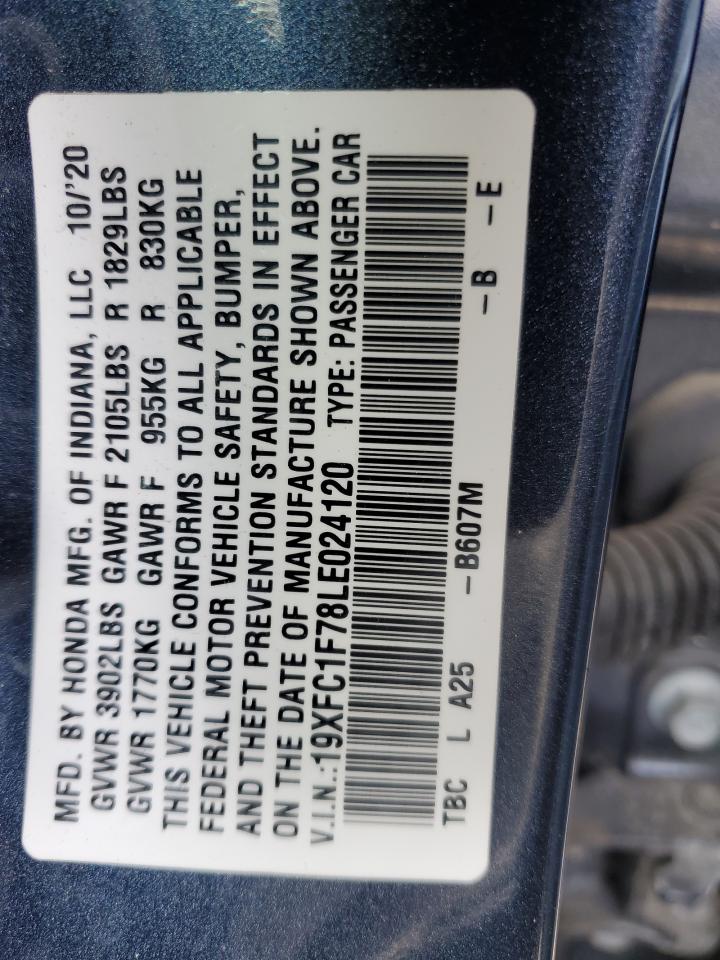 MFD. BY HONDA MFG. OF INDIANA, LLC 10/'20
GVWR 3902LBS GAWR F 2105LBS R 1829LBS
GVWR 1770KG GAWR F 955KG R 830KG
THIS VEHICLE CONFORMS TO ALL APPLICABLE
FEDERAL MOTOR VEHICLE SAFETY, BUMPER,
AND THEFT PREVENTION STANDARDS IN EFFECT
ON THE DATE OF MANUFACTURE SHOWN ABOVE.
V.I.N.:19XFC1F78LE024120 TYPE: PASSENGER CAR
TBC L A25 -B607M -B -E